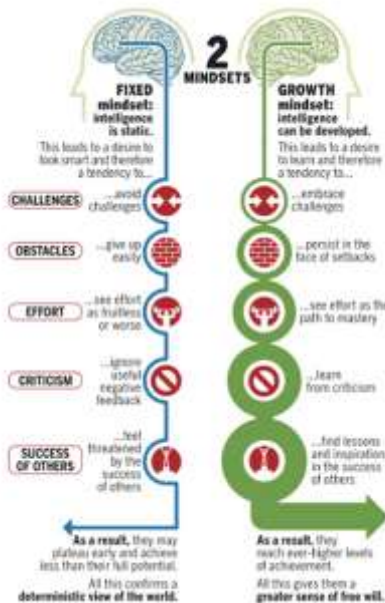 2
MINDSETS
FIXED
mindset:
intelligence
is static.
This leads to a desire to
look smart and therefore
a tendency to...
GROWTH
mindset:
intelligence
can be developed.
This leads to a desire
to learn and therefore
a tendency to...
CHALLENGES
...avoid
challenges
...embrace
challenges
OBSTACLES
...give up
easily
...persist in the
face of setbacks
EFFORT
...see effort
as fruitless
or worse
...see effort as the
path to mastery
CRITICISM
...ignore
useful
negative
feedback
...learn
from criticism
SUCCESS
OF OTHERS
...feel
threatened
by the
success
of others
...find lessons
and inspiration
in the success
of others
As a result, they may
plateau early and achieve
less than their full potential.
All this confirms a
deterministic view of the world.
As a result, they
reach ever-higher levels
of achievement.
All this gives them a
greater sense of free will.